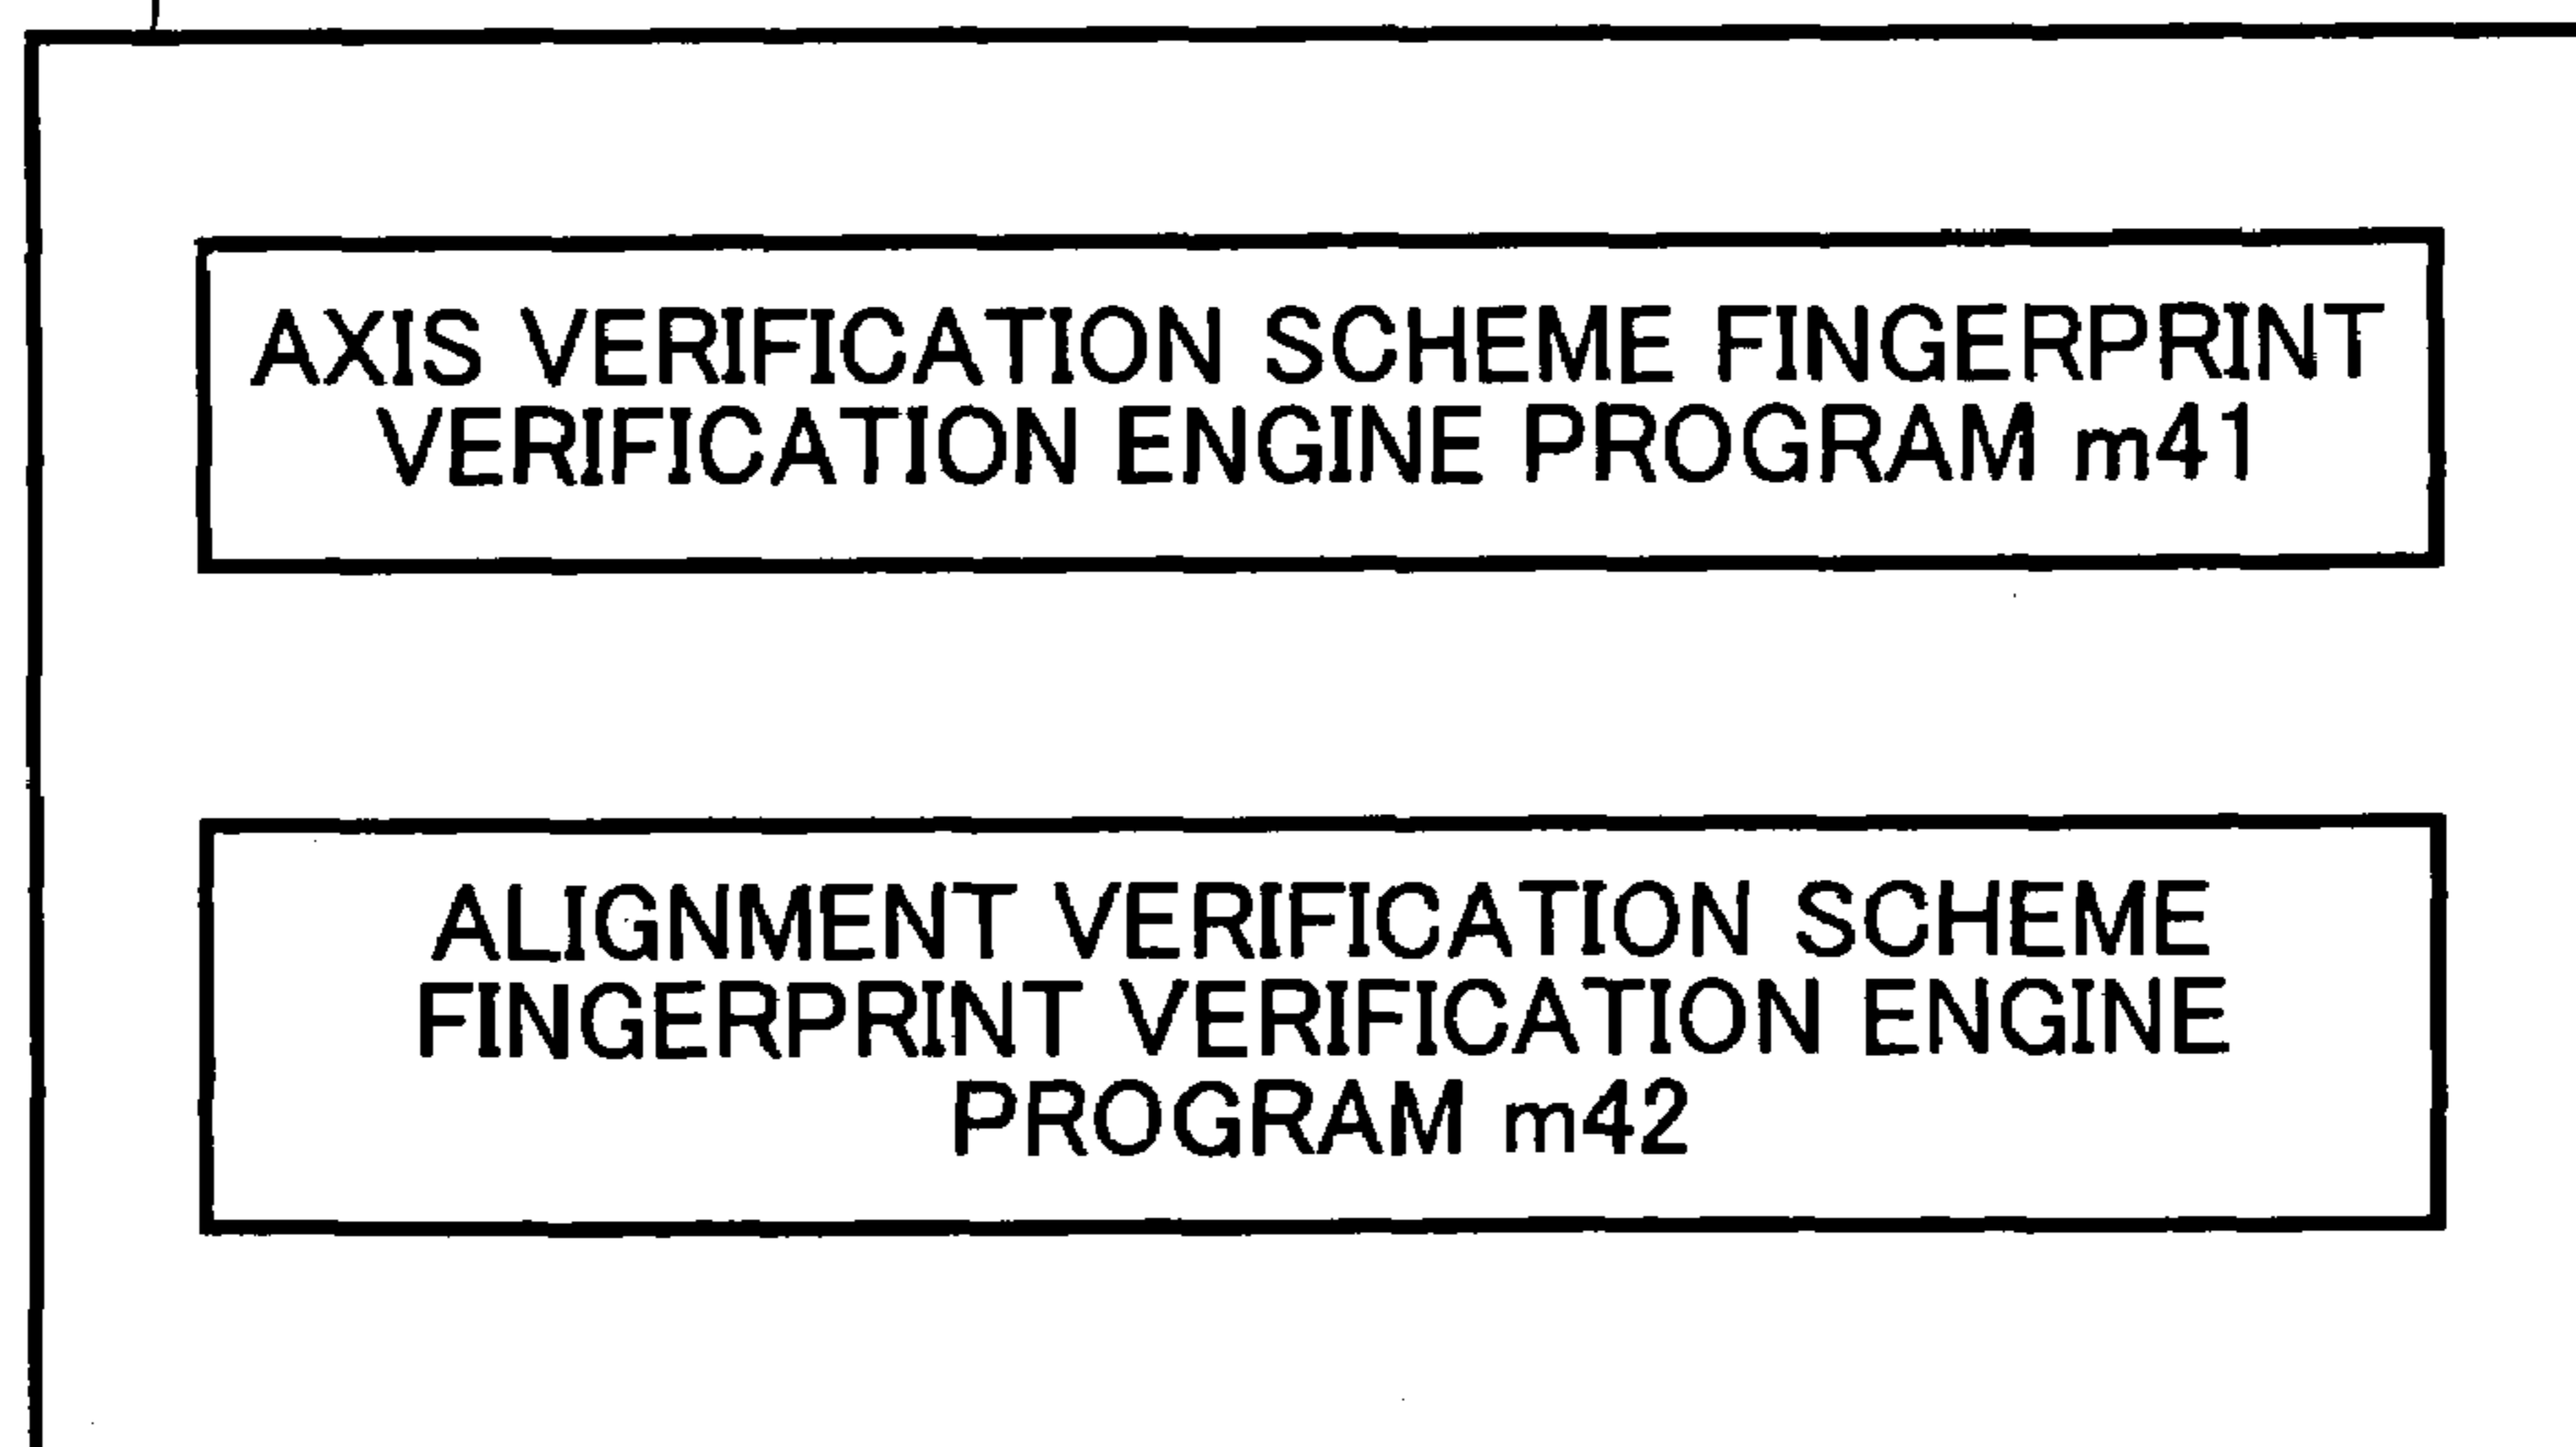 AXIS VERIFICATION SCHEME FINGERPRINT
VERIFICATION ENGINE PROGRAM m41
ALIGNMENT VERIFICATION SCHEME
FINGERPRINT VERIFICATION ENGINE
PROGRAM m42